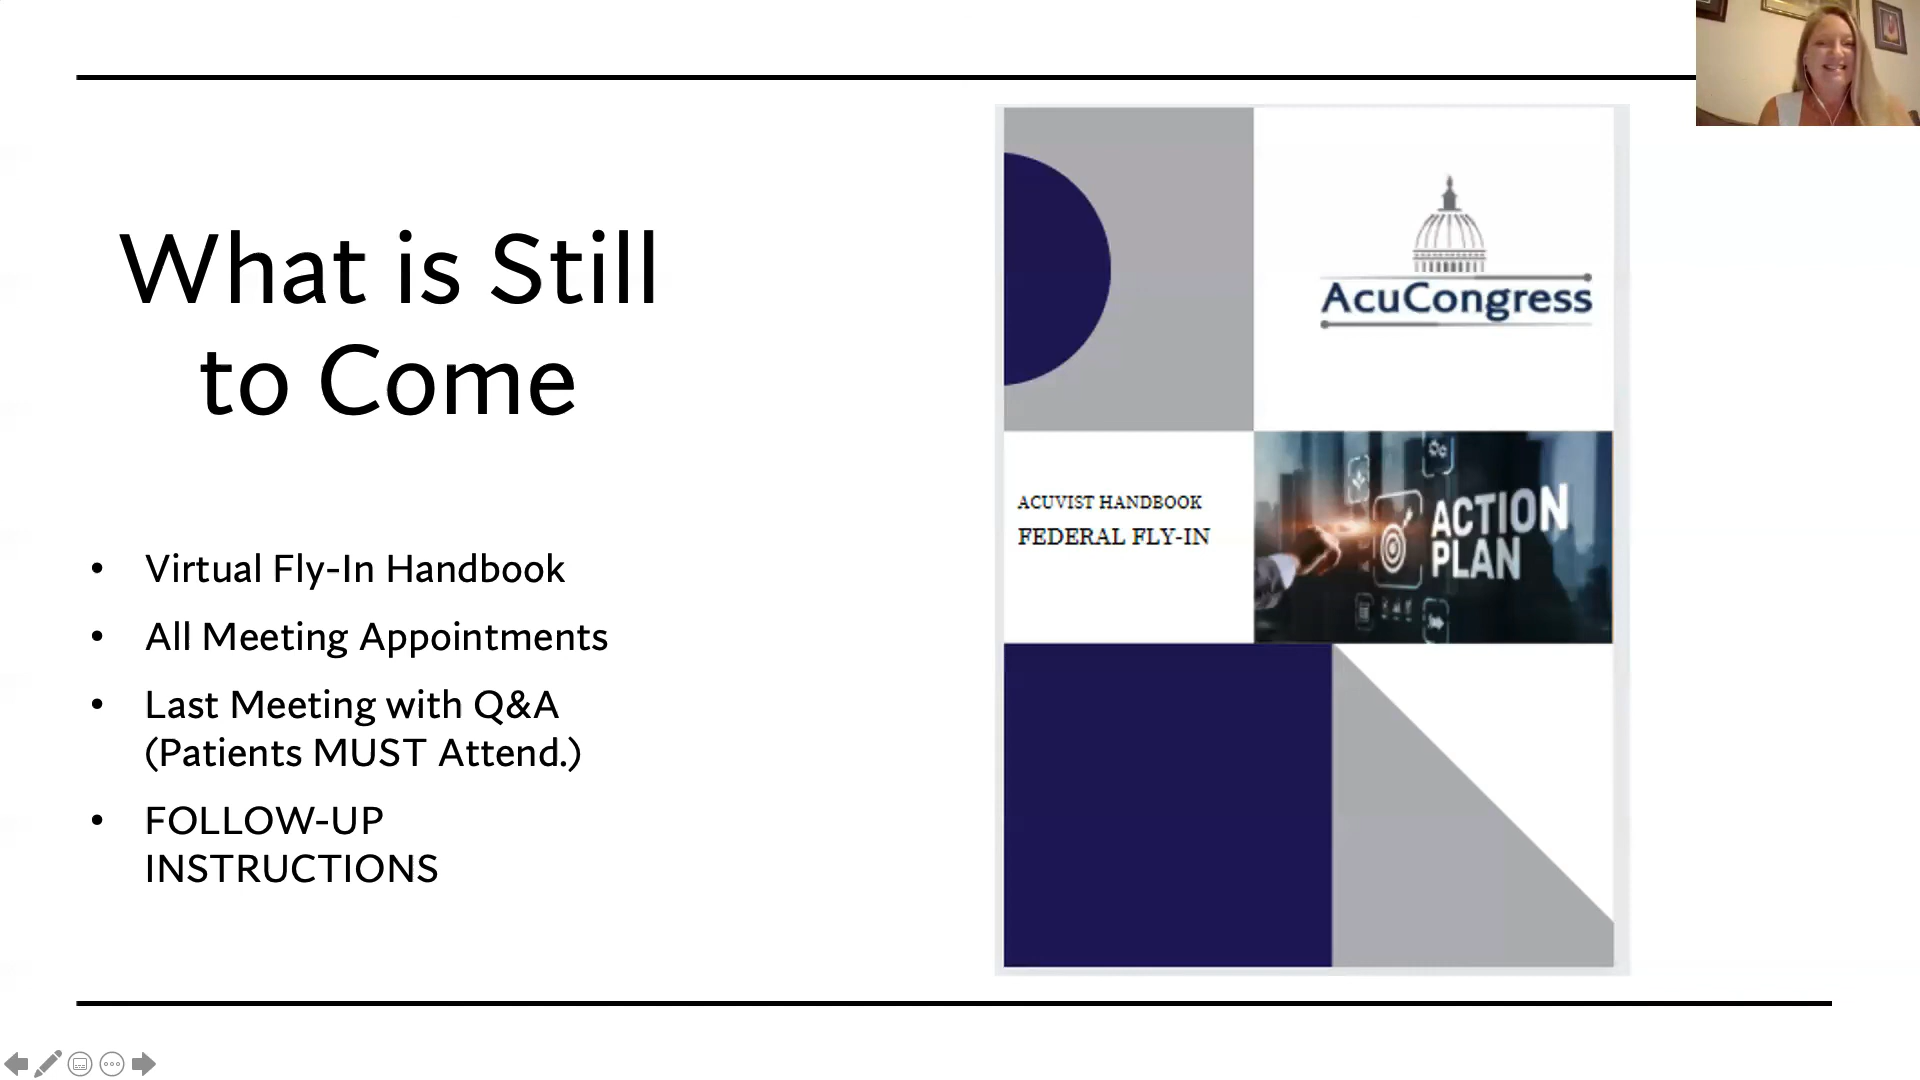 What is Still
to Come
• Virtual Fly-In Handbook
• All Meeting Appointments
• Last Meeting with Q&A
(Patients MUST Attend.)
• FOLLOW-UP
INSTRUCTIONS
AcuCongress
ACUVIST HANDBOOK
FEDERAL FLY-IN
ACTION
PLAN